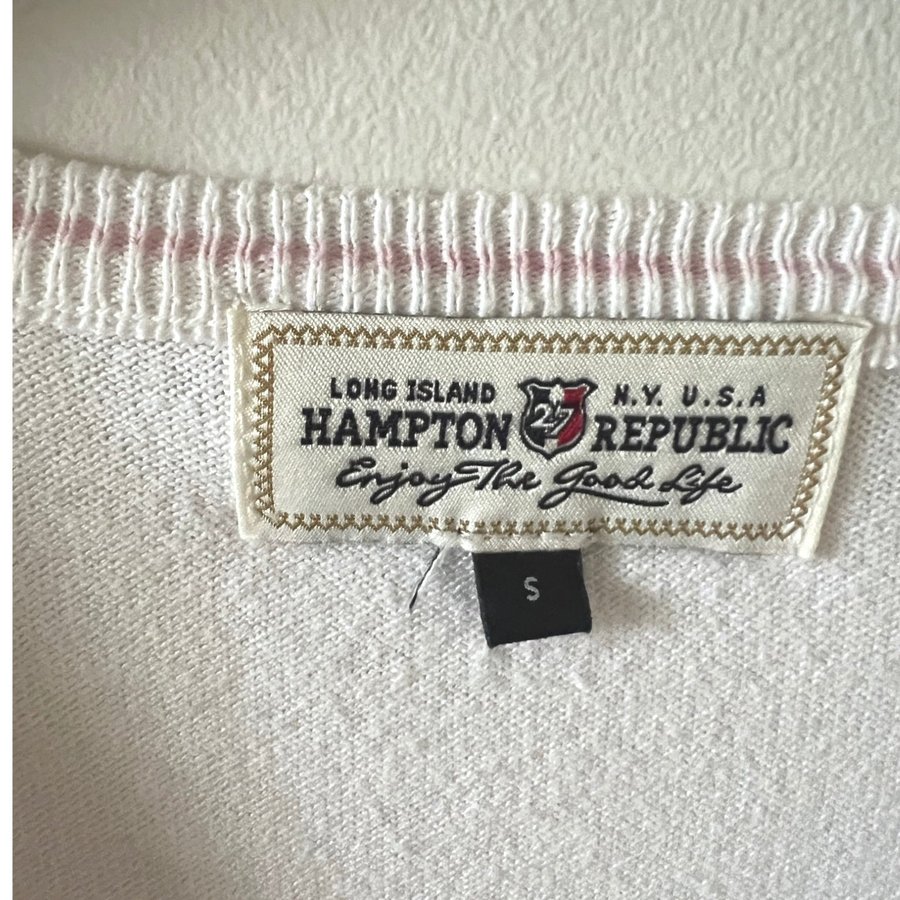 LONG ISLAND N.Y. U.S.A
HAMPTON 27 REPUBLIC
Enjoy The Good Life
S